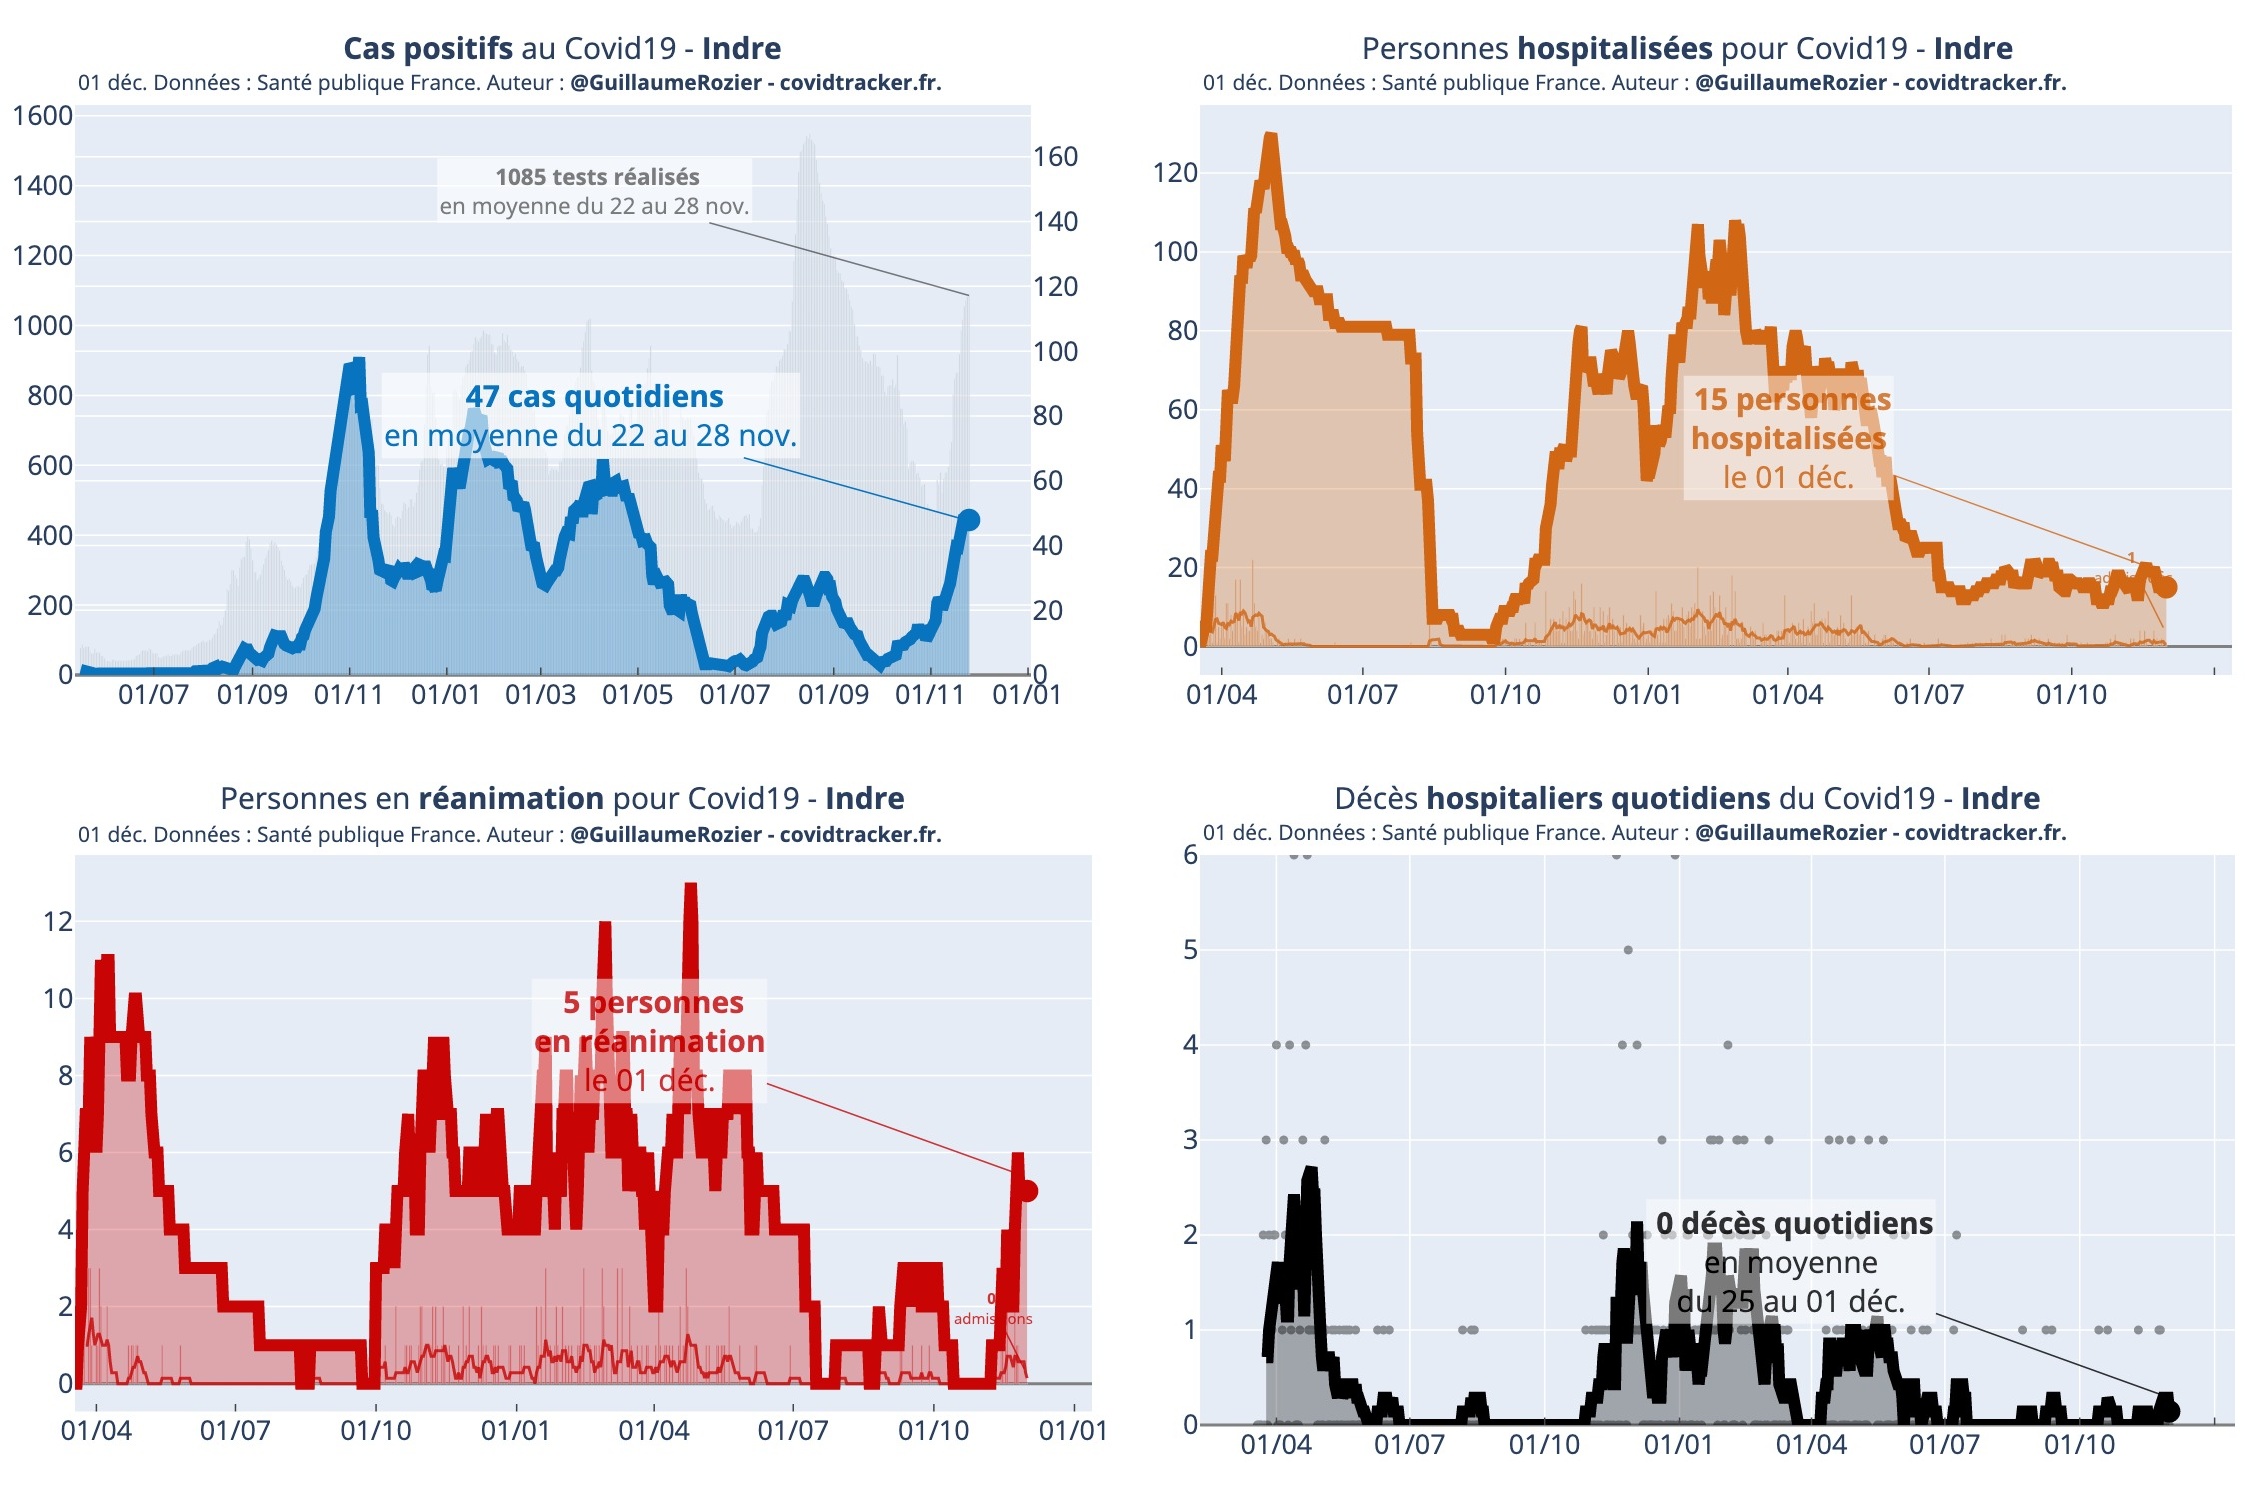 Cas positifs au Covid19 - Indre
01 déc. Données : Santé publique France. Auteur : @GuillaumeRozier - covidtracker.fr.
1600
1400
1200
1000
800
600
400
200
0
160
140
120
100
80
60
40
20
0
1085 tests réalisés
en moyenne du 22 au 28 nov.
47 cas quotidiens
en moyenne du 22 au 28 nov.
01/07 01/09 01/11 01/01 01/03 01/05 01/07 01/09 01/11 01/01
Personnes hospitalisées pour Covid19 - Indre
01 déc. Données : Santé publique France. Auteur : @GuillaumeRozier - covidtracker.fr.
120
100
80
60
40
20
0
15 personnes
hospitalisées
le 01 déc.
1
01/04 01/07 01/10 01/01 01/04 01/07 01/10
Personnes en réanimation pour Covid19 - Indre
01 déc. Données : Santé publique France. Auteur : @GuillaumeRozier - covidtracker.fr.
12
10
8
6
4
2
0
5 personnes
en réanimation
le 01 déc.
0
admissions
01/04 01/07 01/10 01/01 01/04 01/07 01/10 01/01
Décès hospitaliers quotidiens du Covid19 - Indre
01 déc. Données : Santé publique France. Auteur : @GuillaumeRozier - covidtracker.fr.
6
5
4
3
2
1
0
0 décès quotidiens
en moyenne
du 25 au 01 déc.
01/04 01/07 01/10 01/01 01/04 01/07 01/10